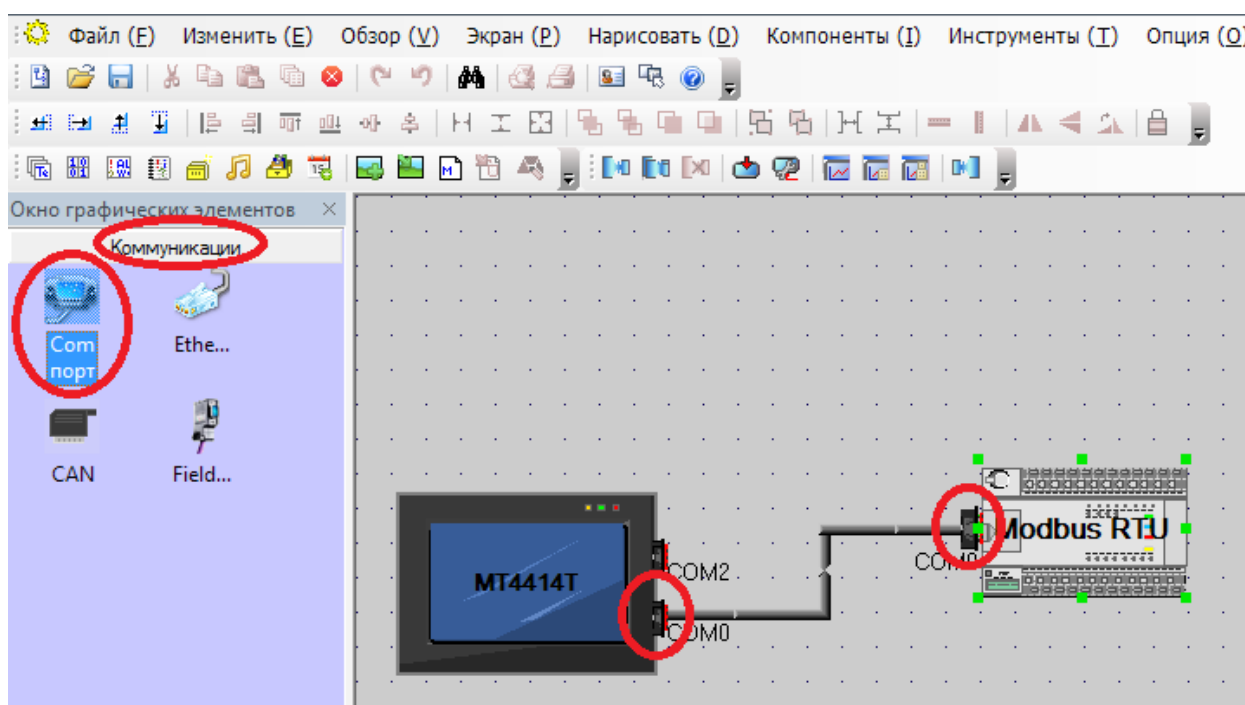 Файл (F) Изменить (E) Обзор (V) Экран (P) Нарисовать (D) Компоненты (I) Инструменты (T) Опция (O)
Окно графических элементов
Коммуникации
Com
порт
Ethe...
CAN
Field...
MT4414T
COM2
COM0
COM0
Modbus RTU